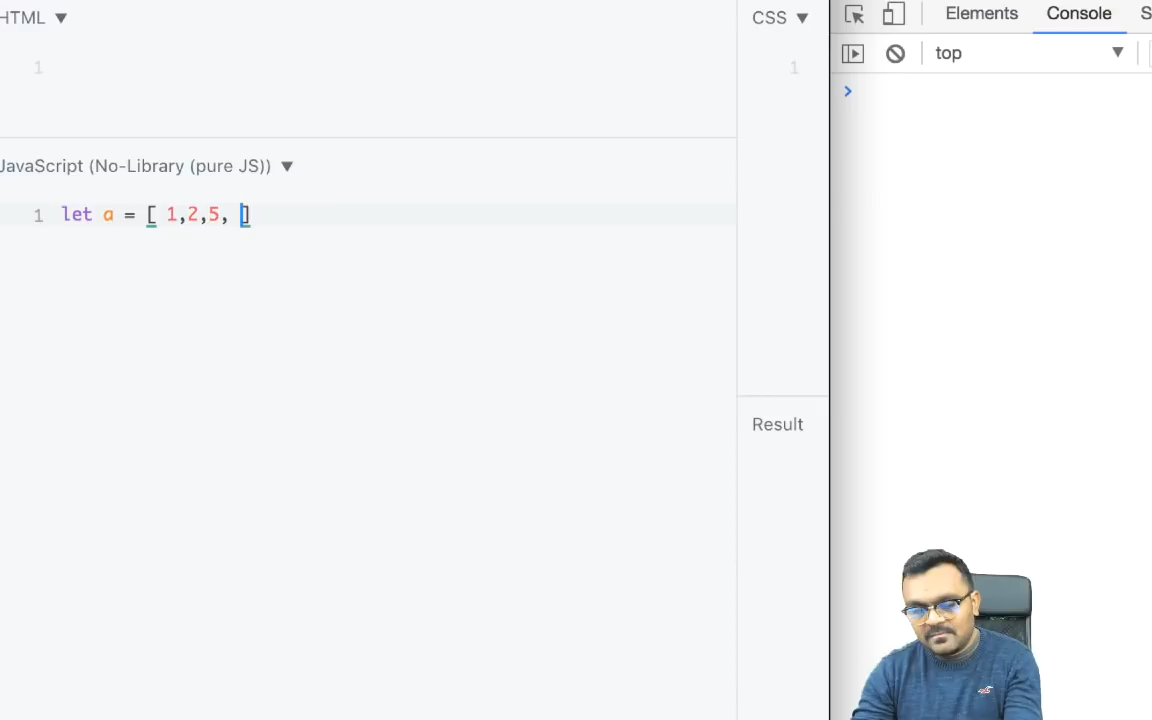 HTML ▼
1
CSS ▼
1
JavaScript (No-Library (pure JS)) ▼
1 let a = [ 1,2,5, ]
Result
Elements Console S
top ▼
›